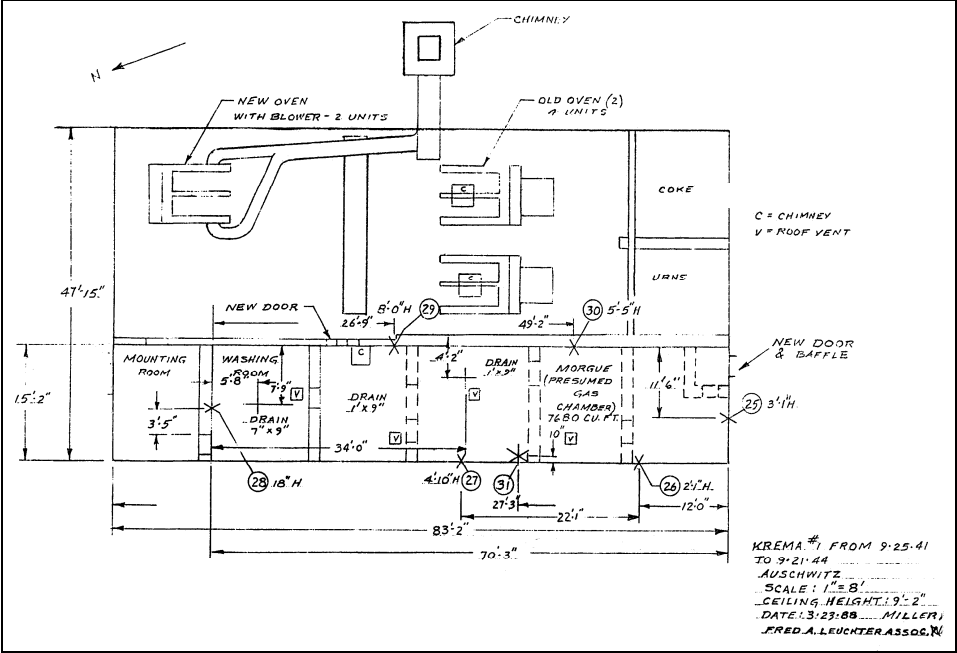 CHIMNEY
N
NEW OVEN
WITH BLOWER - 2 UNITS
OLD OVEN (2)
4 UNITS
C
COKE
C = CHIMNEY
V = ROOF VENT
URNS
C
47'-15"
NEW DOOR
26'-9"
8'-0"H
29
49'-2"
30 5'-5"H
NEW DOOR
& BAFFLE
MOUNTING
ROOM
WASHING
ROOM
5'8"
7'-9"
C
4'-2"
DRAIN
1'x9"
MORGUE
(PRESUMED
GAS
CHAMBER)
7680 CU. FT.
11'6"
25 3'-1"H
15'-2"
3'-5"
DRAIN
7"x9"
V
DRAIN
1'x9"
V
V
10"
V
34'-0"
28 18"H
4'-10"H 27
31
27'-3"
26 2'-1"H
12'-0"
22'-1"
83'-2"
70'-3"
KREMA #1 FROM 9-25-41
TO 9-21-44
AUSCHWITZ
SCALE: 1"=8'
CEILING HEIGHT: 9'-2"
DATE: 3-23-88 MILLER
FRED A. LEUCHTER ASSOC.